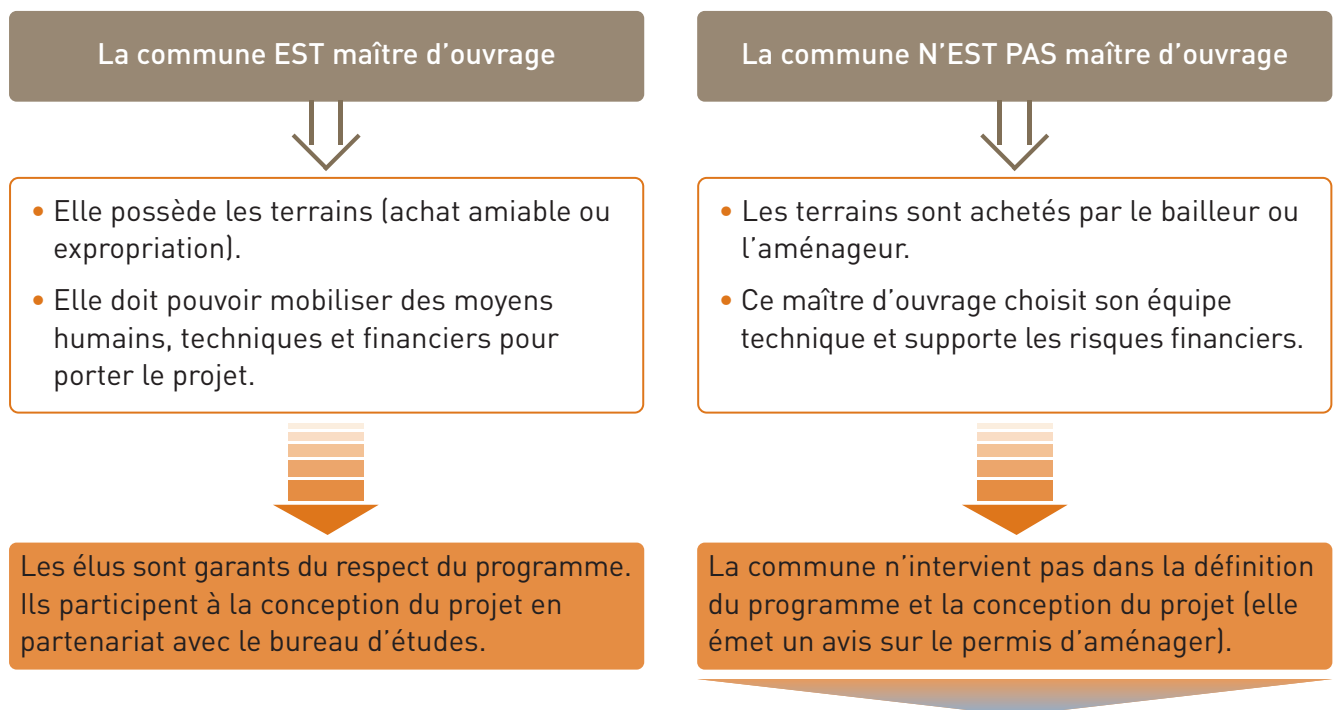 La commune EST maître d'ouvrage
• Elle possède les terrains (achat amiable ou
expropriation).
• Elle doit pouvoir mobiliser des moyens
humains, techniques et financiers pour
porter le projet.
Les élus sont garants du respect du programme.
Ils participent à la conception du projet en
partenariat avec le bureau d’études.
La commune N’EST PAS maître d’ouvrage
• Les terrains sont achetés par le bailleur ou
l’aménageur.
• Ce maître d’ouvrage choisit son équipe
technique et supporte les risques financiers.
La commune n’intervient pas dans la définition
du programme et la conception du projet (elle
émet un avis sur le permis d’aménager).